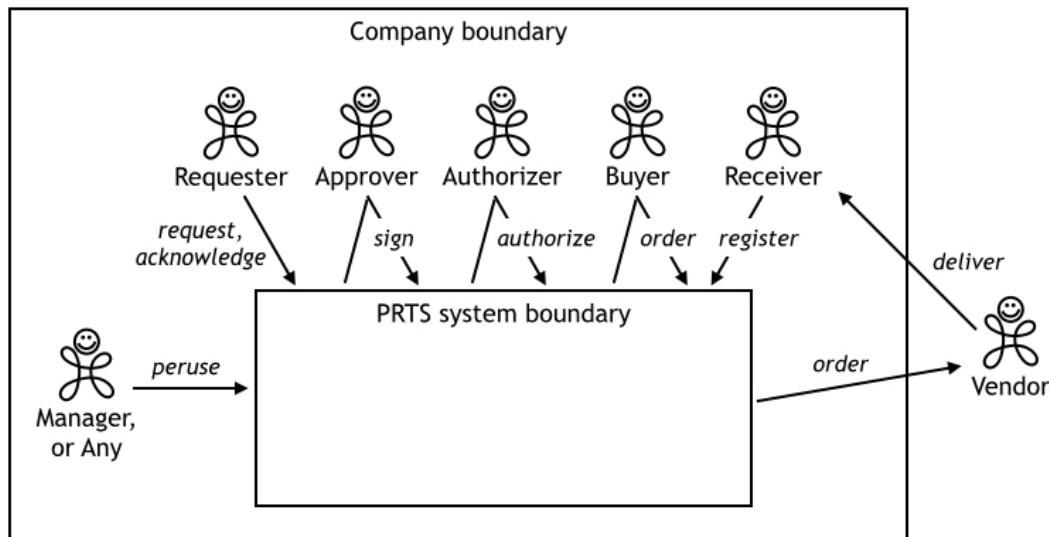 Company boundary
Requester
Approver
Authorizer
Buyer
Receiver
request,
acknowledge
sign
authorize
order
register
deliver
PRTS system boundary
peruse
order
Manager,
or Any
Vendor